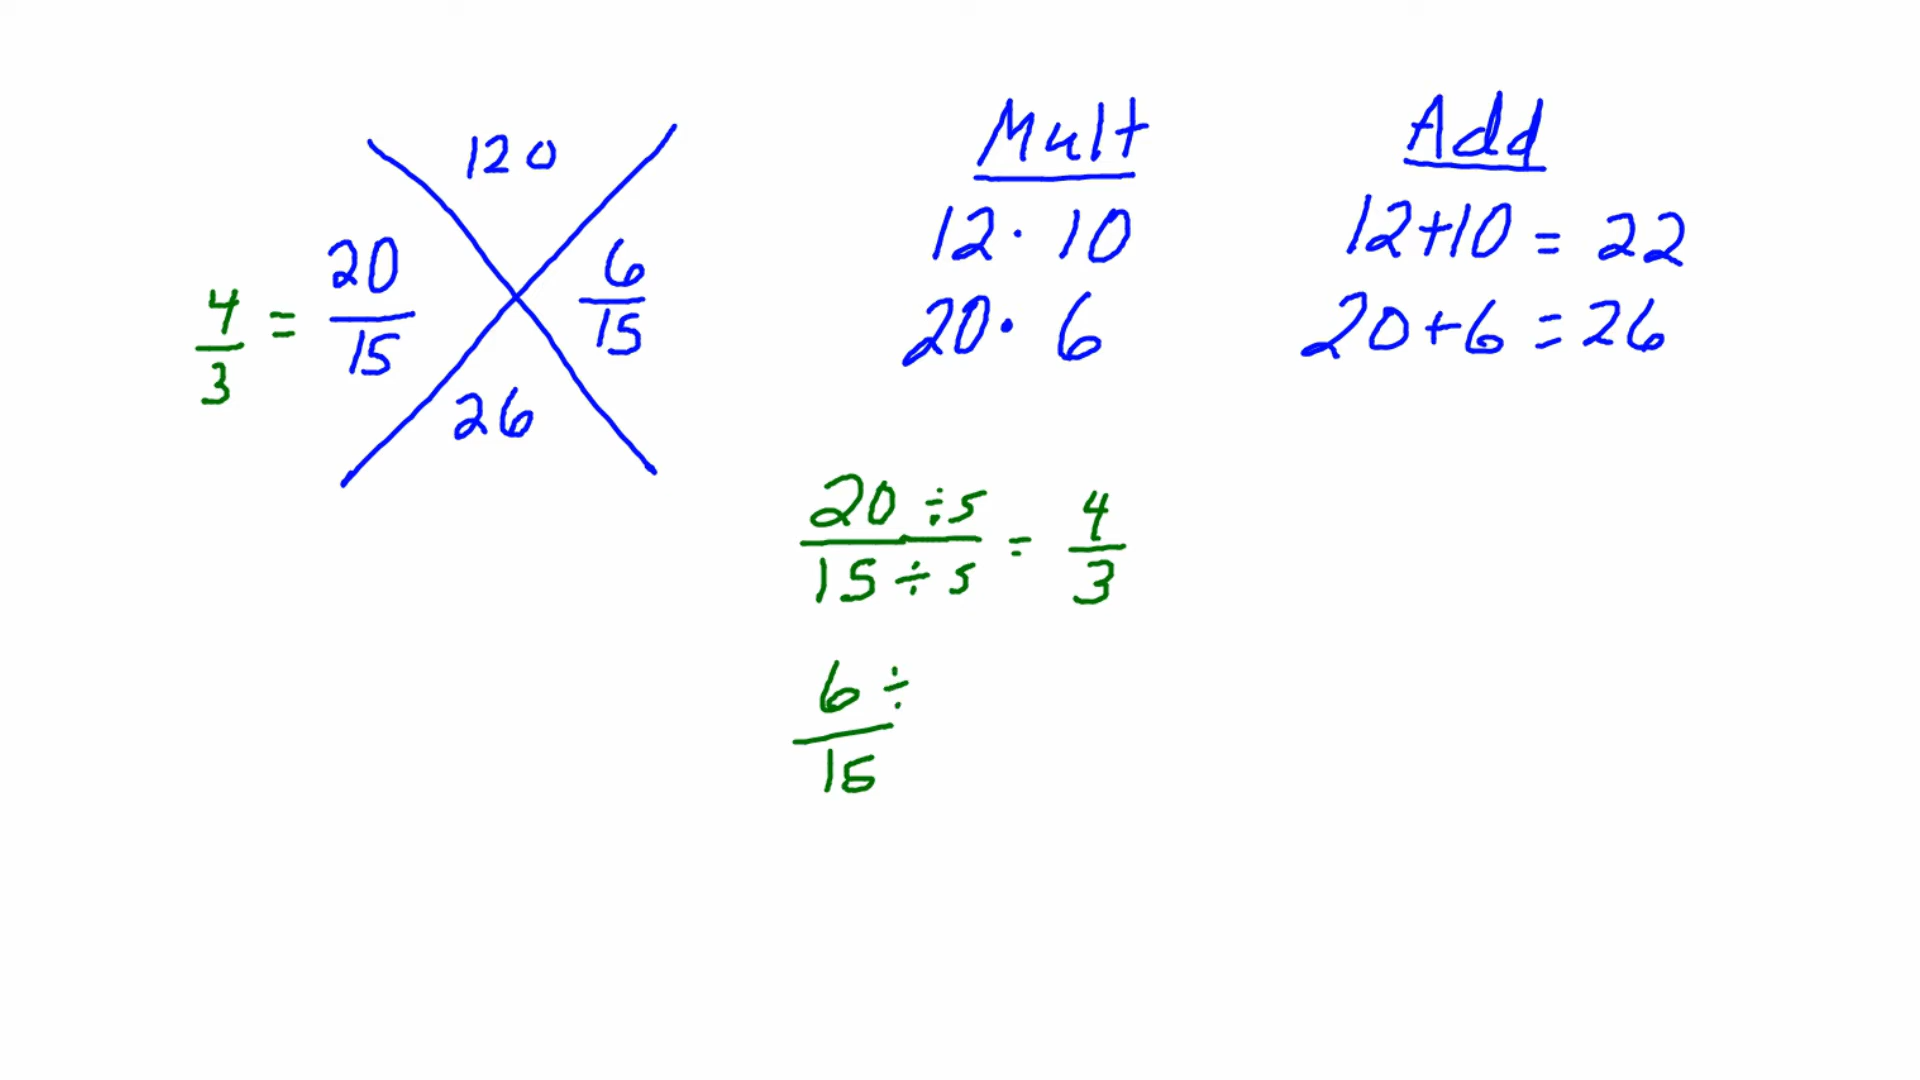 120
20/15
6/15
4/3 =
26
Mult
12 · 10
20 · 6
Add
12+10 = 22
20+6 = 26
20 ÷5 / 15 ÷ 5 = 4/3
6 ÷ / 15